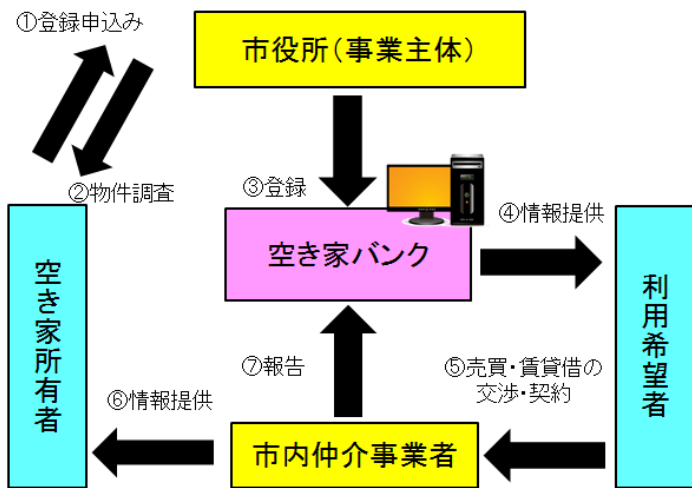 ①登録申込み
市役所(事業主体)
②物件調査
③登録
④情報提供
空き家バンク
空き家所有者
利用希望者
⑦報告
⑤売買・賃貸借の
交渉・契約
⑥情報提供
市内仲介事業者